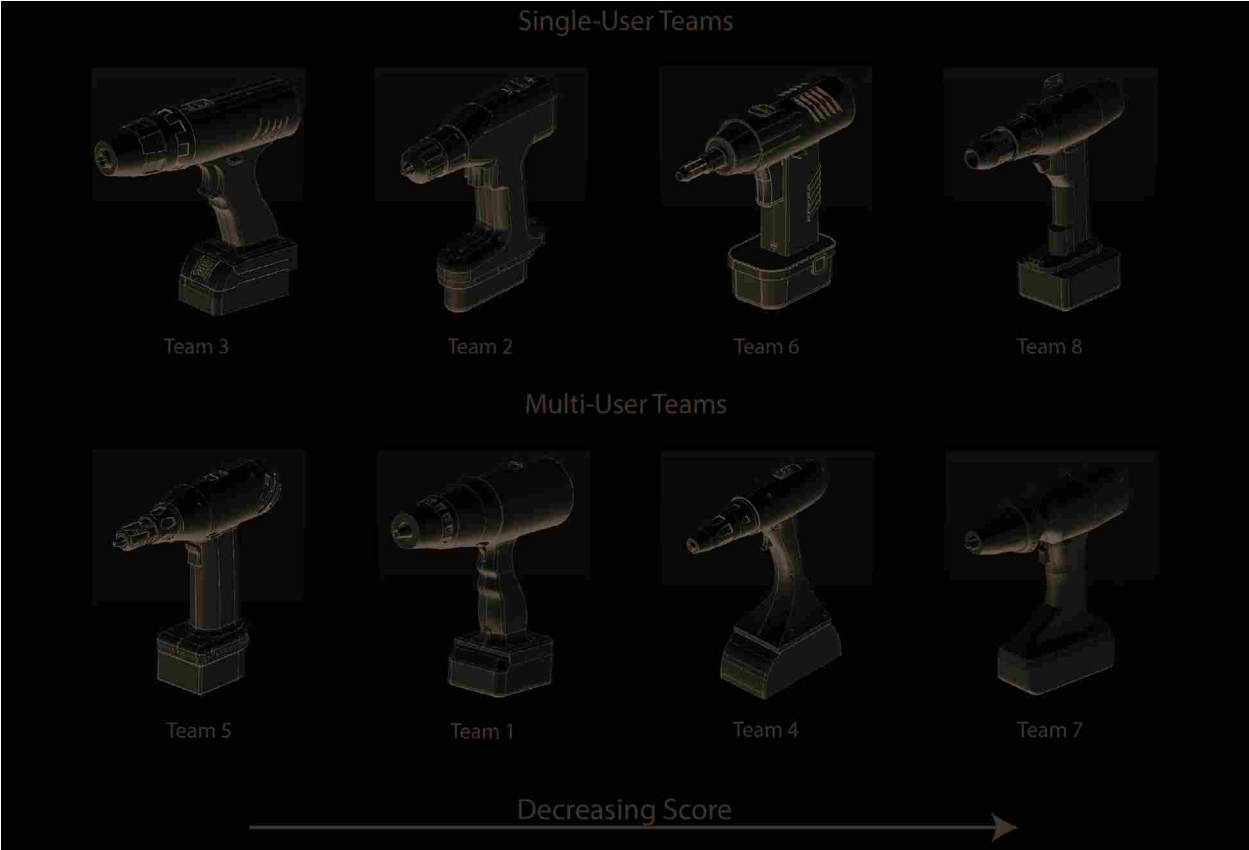 Single-User Teams
Team 3
Team 2
Team 6
Team 8
Multi-User Teams
Team 5
Team 1
Team 4
Team 7
Decreasing Score